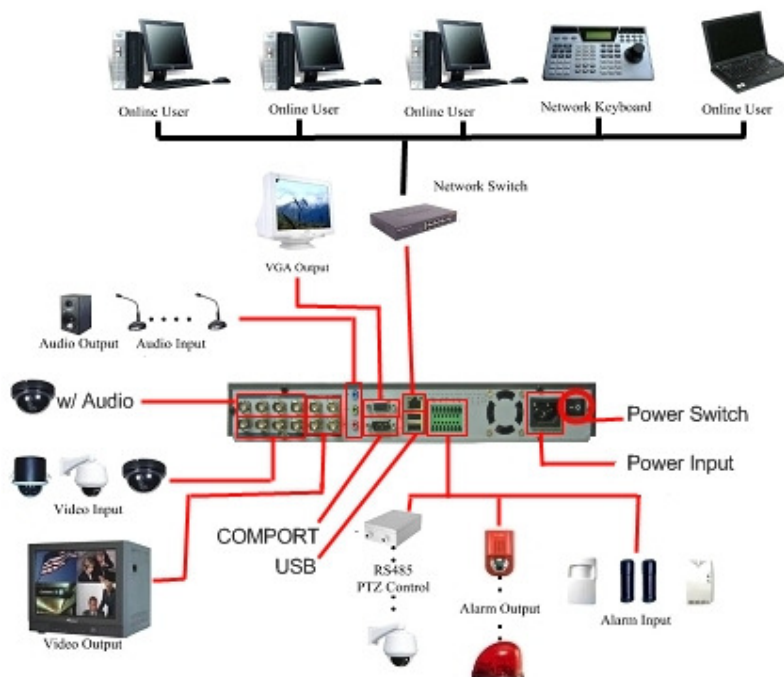 Online User
Online User
Online User
Network Keyboard
Online User
Network Switch
VGA Output
Audio Output
Audio Input
w/ Audio
Power Switch
Power Input
Video Input
COMPORT
USB
RS485
PTZ Control
Alarm Output
Alarm Input
Video Output